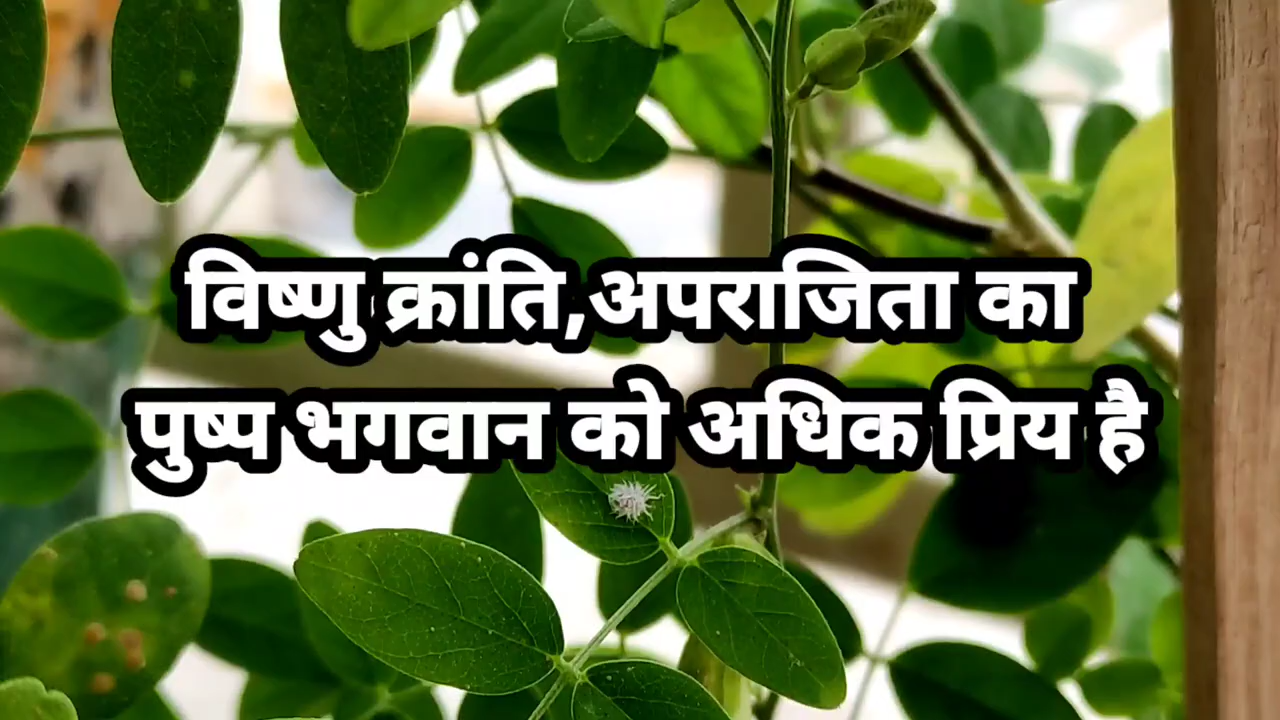 विष्णु क्रांति,अपराजिता का
पुष्प भगवान को अधिक प्रिय है